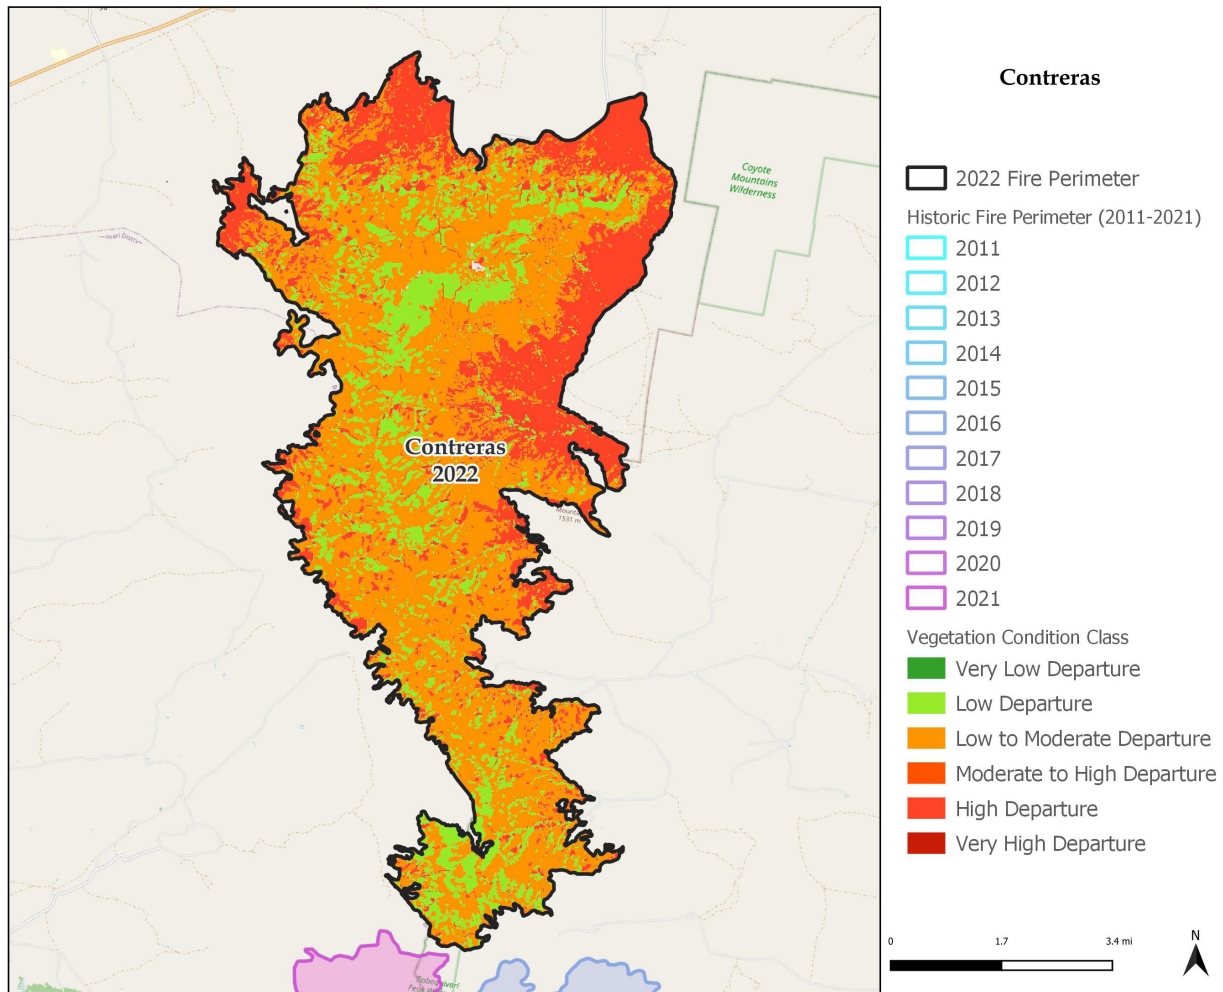 Contreras
2022 Fire Perimeter
Historic Fire Perimeter (2011-2021)
2011
2012
2013
2014
2015
2016
2017
2018
2019
2020
2021
Vegetation Condition Class
Very Low Departure
Low Departure
Low to Moderate Departure
Moderate to High Departure
High Departure
Very High Departure
0 1.7 3.4 mi
N
Coyote
Mountains
Wilderness
Contreras
2022
1531 m